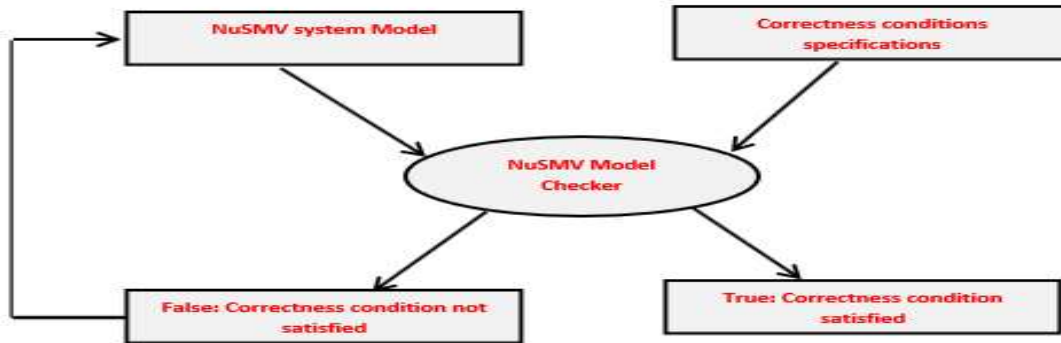 NuSMV system Model
Correctness conditions
specifications
NuSMV Model
Checker
False: Correctness condition not
satisfied
True: Correctness condition
satisfied